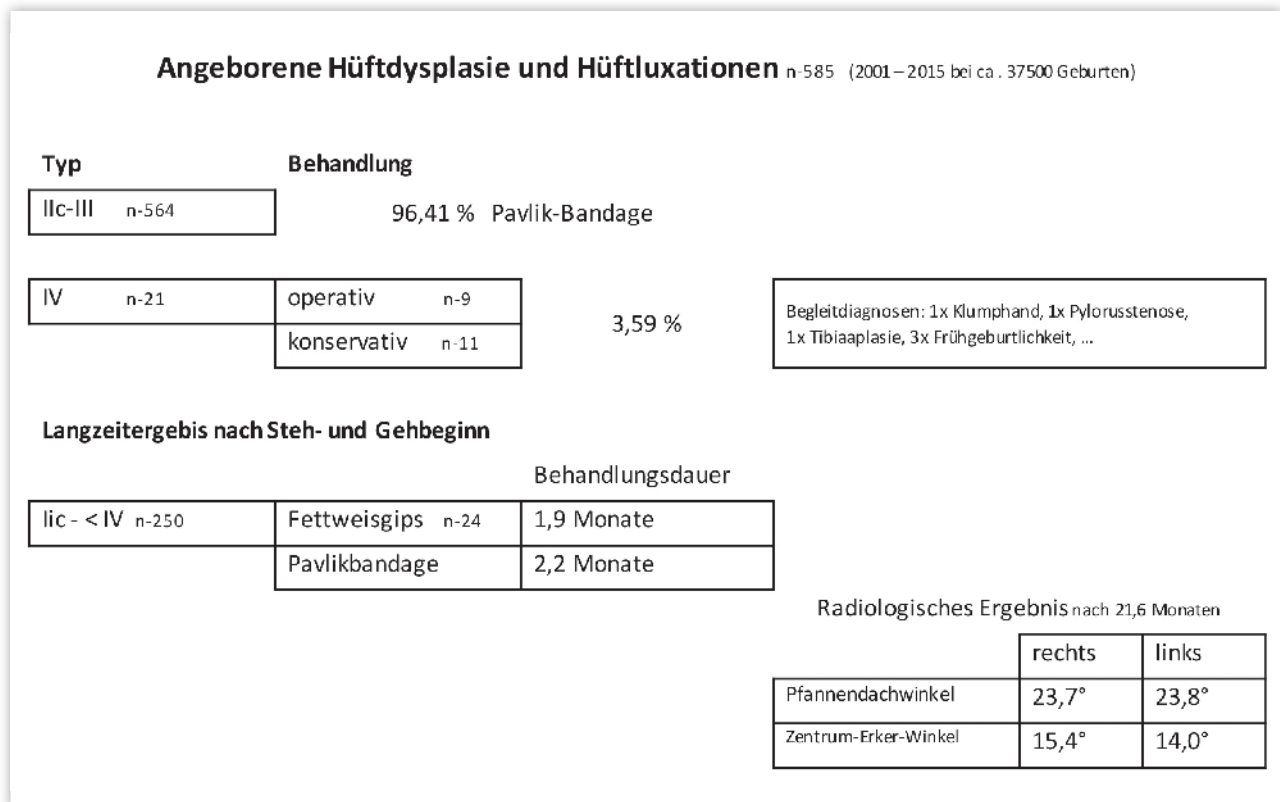 Angeborene Hüftdysplasie und Hüftluxationen n-585 (2001–2015 bei ca . 37500 Geburten)
Typ Behandlung
IIc-III n-564 96,41 % Pavlik-Bandage
IV n-21 operativ n-9
konservativ n-11
3,59 %
Begleitdiagnosen: 1x Klumphand, 1x Pylorusstenose,
1x Tibiaaplasie, 3x Frühgeburtlichkeit, ...
Langzeitergebis nach Steh- und Gehbeginn
Behandlungsdauer
Iic - < IV n-250 Fettweisgips n-24 1,9 Monate
Pavlikbandage 2,2 Monate
Radiologisches Ergebnis nach 21,6 Monaten
rechts links
Pfannendachwinkel 23,7° 23,8°
Zentrum-Erker-Winkel 15,4° 14,0°